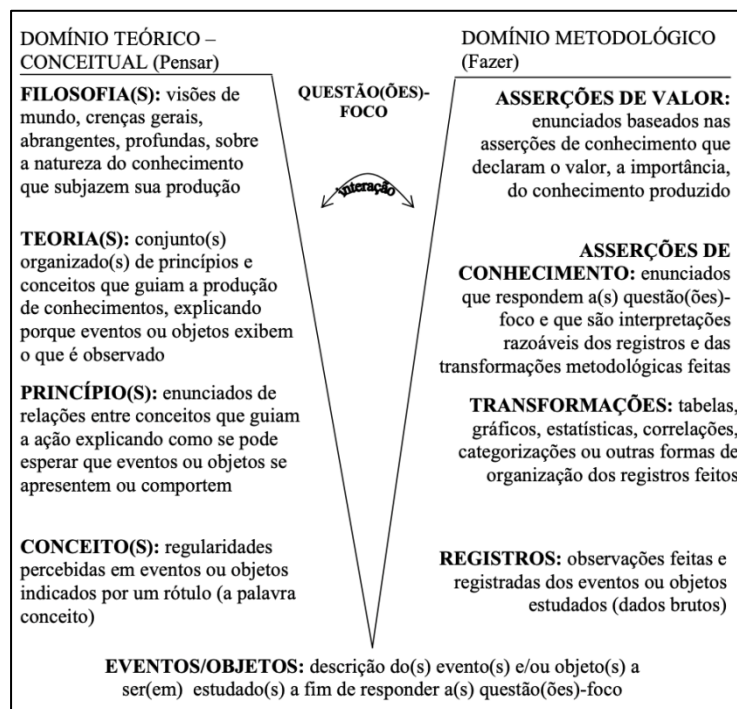 DOMÍNIO TEÓRICO –
CONCEITUAL (Pensar)
FILOSOFIA(S): visões de
mundo, crenças gerais,
abrangentes, profundas, sobre
a natureza do conhecimento
que subjazem sua produção
TEORIA(S): conjunto(s)
organizado(s) de princípios e
conceitos que guiam a produção
de conhecimentos, explicando
porque eventos ou objetos exibem
o que é observado
PRINCÍPIO(S): enunciados de
relações entre conceitos que guiam
a ação explicando como se pode
esperar que eventos ou objetos se
apresentem ou comportem
CONCEITO(S): regularidades
percebidas em eventos ou objetos
indicados por um rótulo (a palavra
conceito)
QUESTÃO(ÕES)-
FOCO
interação
DOMÍNIO METODOLÓGICO
(Fazer)
ASSERÇÕES DE VALOR:
enunciados baseados nas
asserções de conhecimento que
declaram o valor, a importância,
do conhecimento produzido
ASSERÇÕES DE
CONHECIMENTO: enunciados
que respondem a(s) questão(ões)-
foco e que são interpretações
razoáveis dos registros e das
transformações metodológicas feitas
TRANSFORMAÇÕES: tabelas,
gráficos, estatísticas, correlações,
categorizações ou outras formas de
organização dos registros feitos
REGISTROS: observações feitas e
registradas dos eventos ou objetos
estudados (dados brutos)
EVENTOS/OBJETOS: descrição do(s) evento(s) e/ou objeto(s) a
ser(em) estudado(s) a fim de responder a(s) questão(ões)-foco